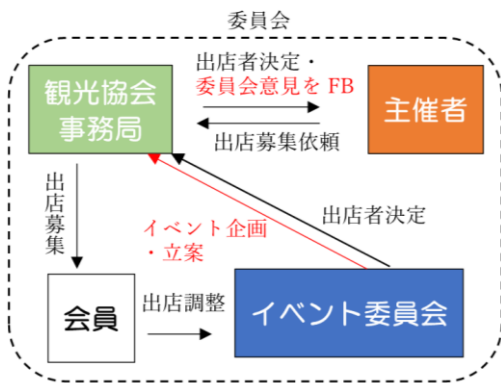 委員会
出店者決定・
委員会意見を FB
観光協会
事務局
主催者
出店募集依頼
出店募集
イベント企画
・立案
出店者決定
会員
出店調整
イベント委員会